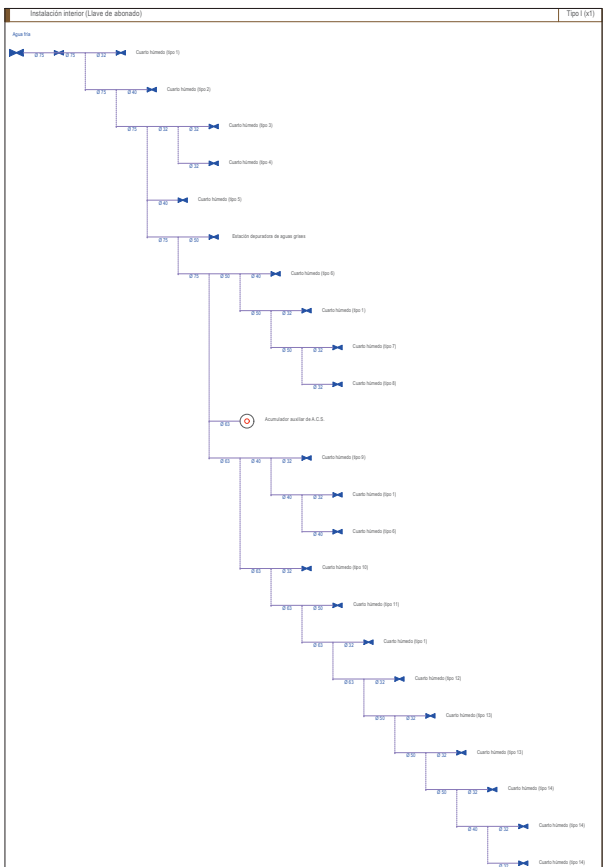 Instalación interior (Llave de abonado) Tipo I (x1)
Agua fría
Cuarto húmedo (tipo 1)
Ø 75 Ø 75 Ø 32
Cuarto húmedo (tipo 2)
Ø 75 Ø 40
Cuarto húmedo (tipo 3)
Ø 75 Ø 32 Ø 32
Cuarto húmedo (tipo 4)
Ø 32
Cuarto húmedo (tipo 5)
Ø 40
Estación depuradora de aguas grises
Ø 75 Ø 50
Cuarto húmedo (tipo 6)
Ø 75 Ø 50 Ø 40
Cuarto húmedo (tipo 1)
Ø 50 Ø 32
Cuarto húmedo (tipo 7)
Ø 50 Ø 32
Cuarto húmedo (tipo 8)
Ø 32
Acumulador auxiliar de A.C.S.
Ø 63
Cuarto húmedo (tipo 9)
Ø 63 Ø 40 Ø 32
Cuarto húmedo (tipo 1)
Ø 40 Ø 32
Cuarto húmedo (tipo 6)
Ø 40
Cuarto húmedo (tipo 10)
Ø 63 Ø 32
Cuarto húmedo (tipo 11)
Ø 63 Ø 50
Cuarto húmedo (tipo 1)
Ø 63 Ø 32
Cuarto húmedo (tipo 12)
Ø 63 Ø 32
Cuarto húmedo (tipo 13)
Ø 50 Ø 32
Cuarto húmedo (tipo 13)
Ø 50 Ø 32
Cuarto húmedo (tipo 14)
Ø 50 Ø 32
Cuarto húmedo (tipo 14)
Ø 40 Ø 32
Cuarto húmedo (tipo 14)
Ø 32